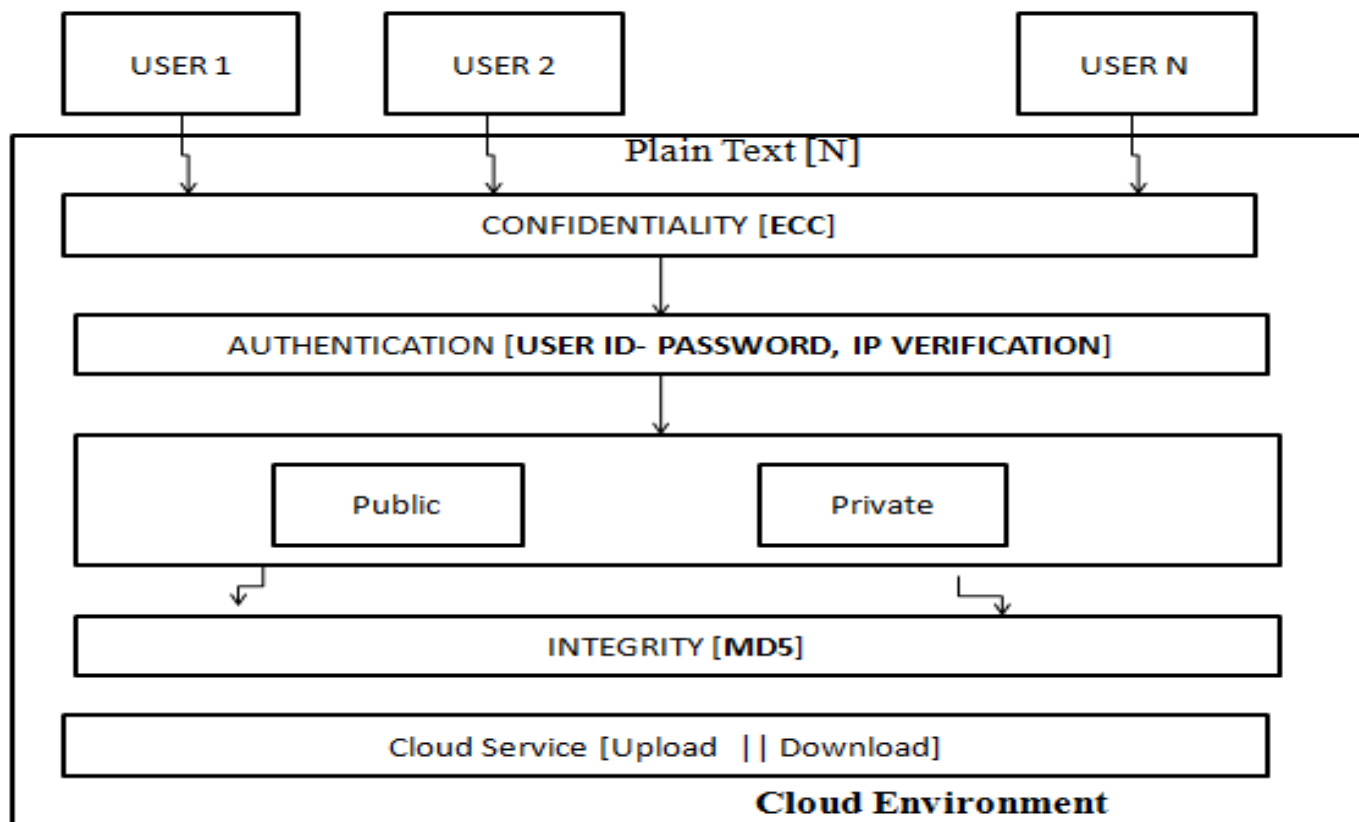 USER 1
USER 2
USER N
Plain Text [N]
CONFIDENTIALITY [ECC]
AUTHENTICATION [USER ID- PASSWORD, IP VERIFICATION]
Public
Private
INTEGRITY [MD5]
Cloud Service [Upload || Download]
Cloud Environment